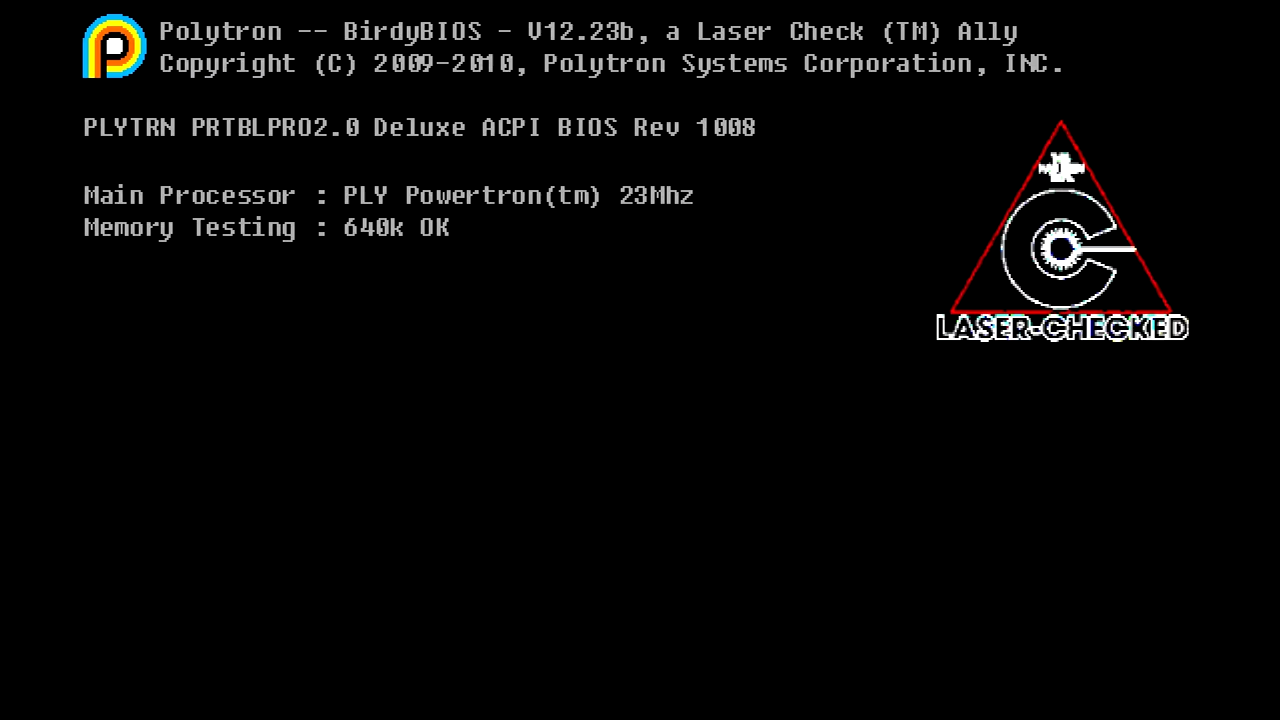 Polytron -- BirdyBIOS - V12.23b, a Laser Check (TM) Ally
Copyright (C) 2009-2010, Polytron Systems Corporation, INC.
PLYTRN PRTBLPRO2.0 Deluxe ACPI BIOS Rev 1008
Main Processor : PLY Powertron(tm) 23Mhz
Memory Testing : 640k OK
LASER-CHECKED